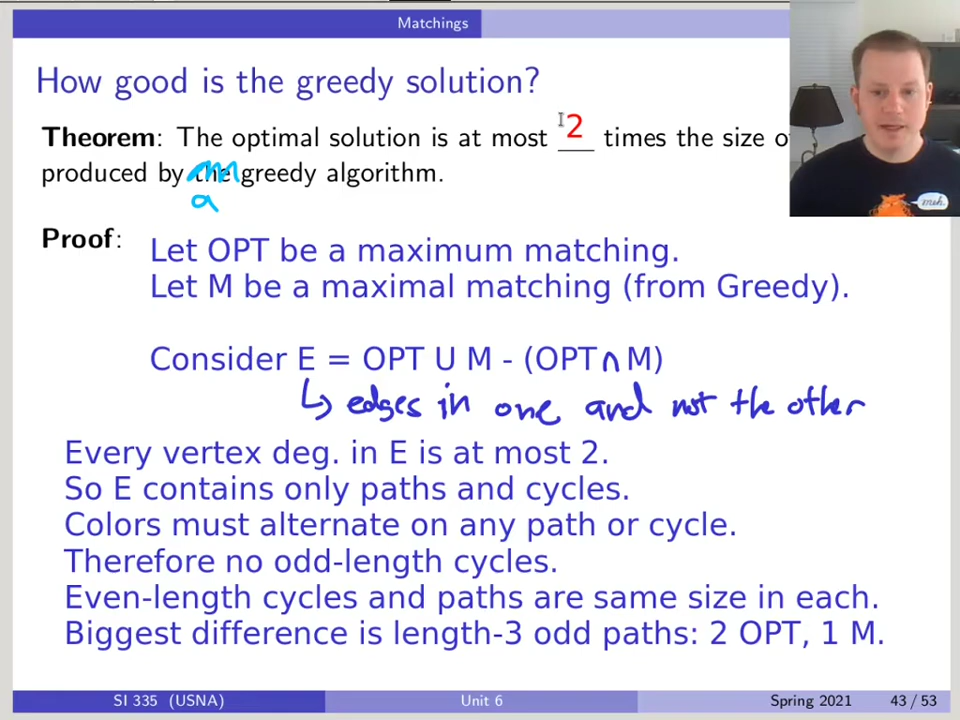 Matchings
How good is the greedy solution?
Theorem: The optimal solution is at most 2 times the size
produced by the greedy algorithm.
a
Proof:
Let OPT be a maximum matching.
Let M be a maximal matching (from Greedy).
Consider E = OPT U M - (OPT∩M)
↳ edges in one and not the other
Every vertex deg. in E is at most 2.
So E contains only paths and cycles.
Colors must alternate on any path or cycle.
Therefore no odd-length cycles.
Even-length cycles and paths are same size in each.
Biggest difference is length-3 odd paths: 2 OPT, 1 M.
meh.
SI 335 (USNA) Unit 6 Spring 2021 43 / 53